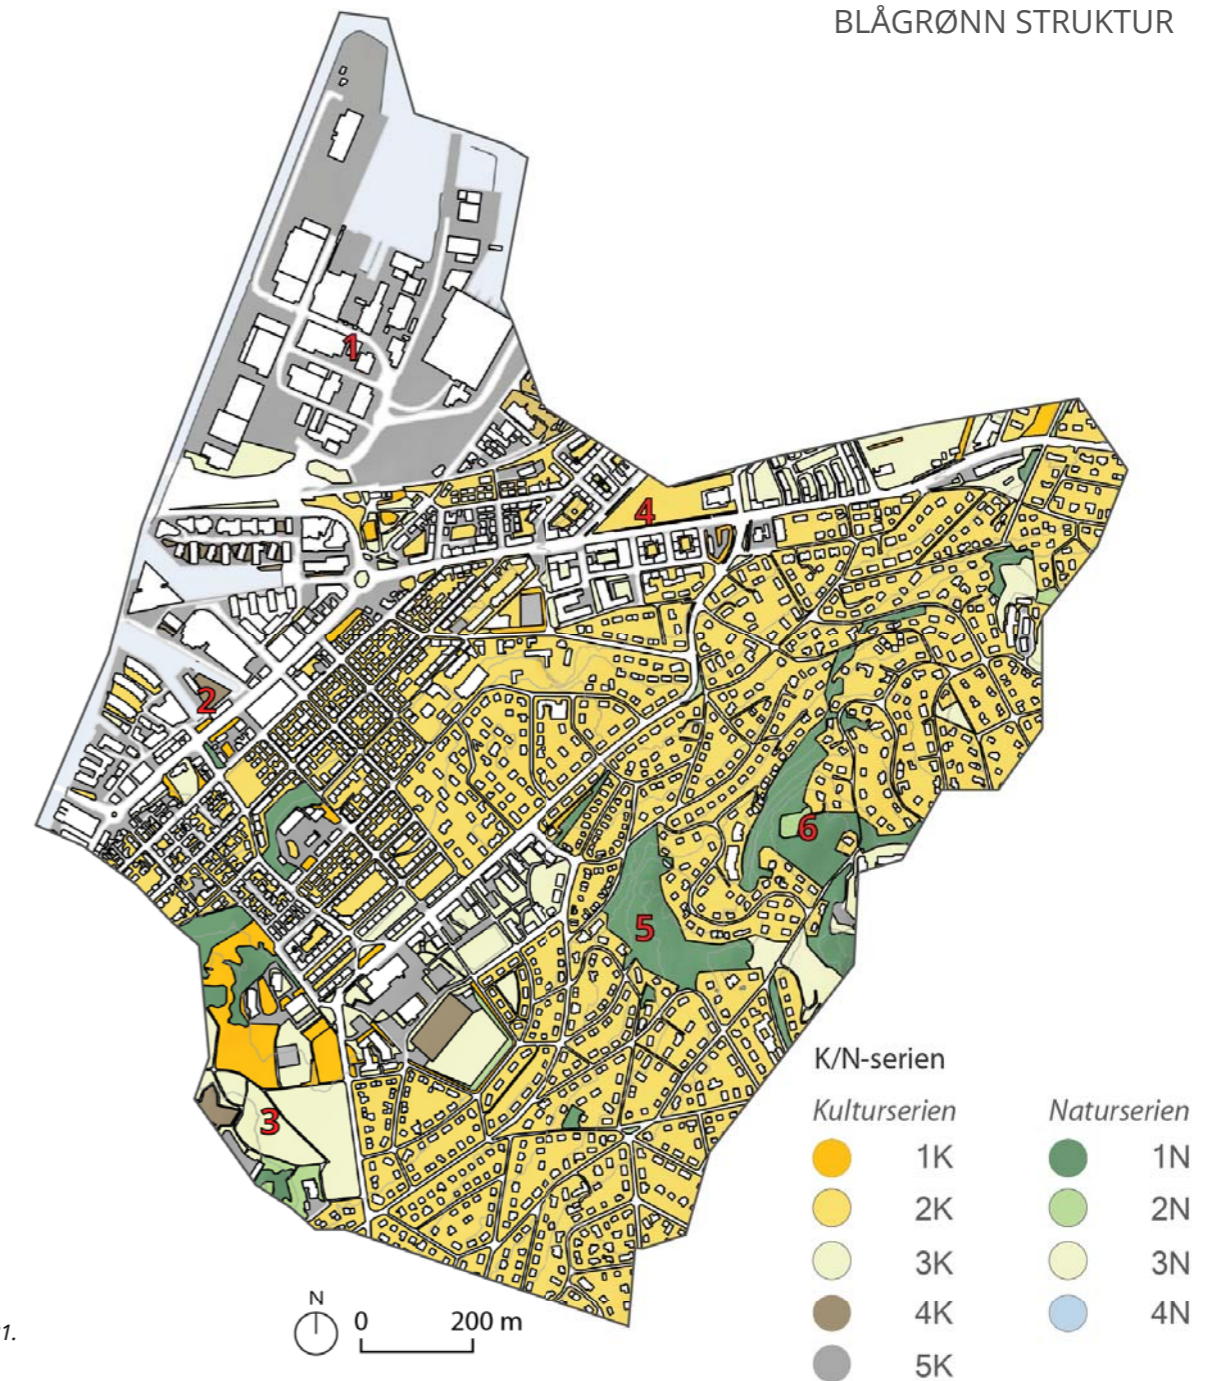 BLÅGRØNN STRUKTUR
1
4
2
6
5
3
K/N-serien
Kulturserien Naturserien
1K 1N
2K 2N
3K 3N
4K 4N
5K
N
0 200 m
1.